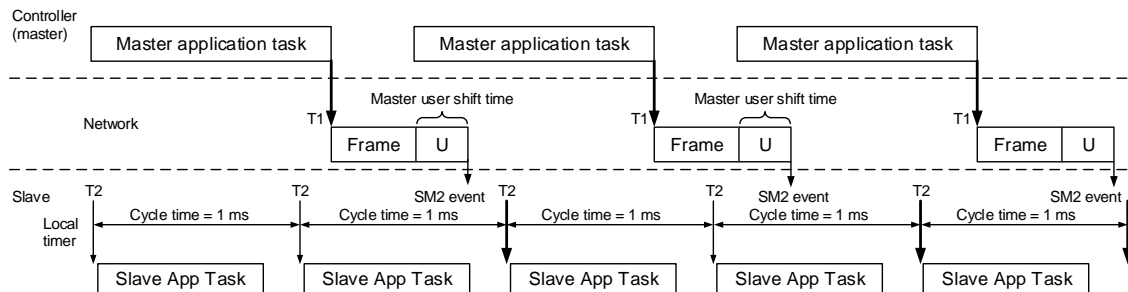 Controller
(master)
Master application task
Master application task
Master application task
Network
T1
Master user shift time
T1
Master user shift time
T1
Frame
U
Frame
U
Frame
U
Slave
T2
T2
SM2 event
T2
T2
SM2 event
T2
SM2 event
Local
timer
Cycle time = 1 ms
Cycle time = 1 ms
Cycle time = 1 ms
Cycle time = 1 ms
Cycle time = 1 ms
Slave App Task
Slave App Task
Slave App Task
Slave App Task
Slave App Task